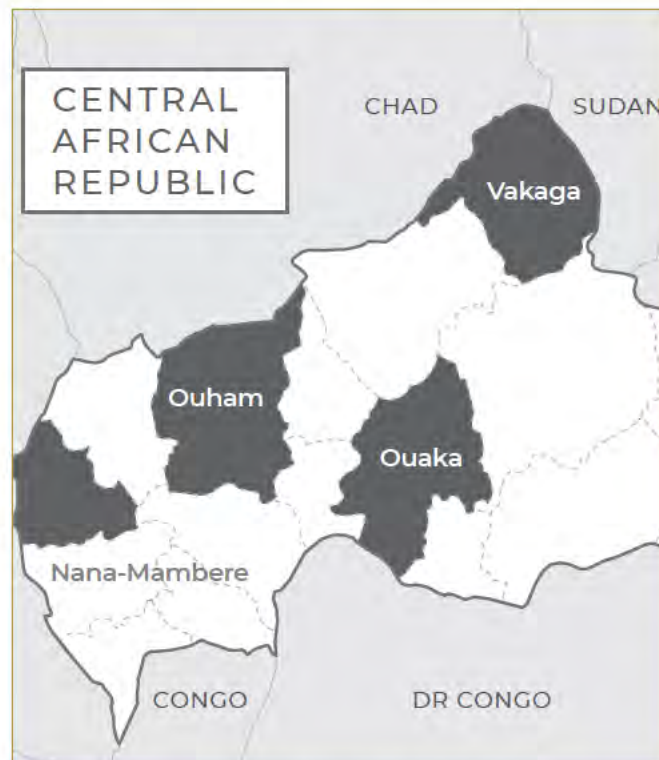 CENTRAL
AFRICAN
REPUBLIC
CHAD
SUDAN
Vakaga
Ouham
Ouaka
Nana-Mambere
CONGO
DR CONGO